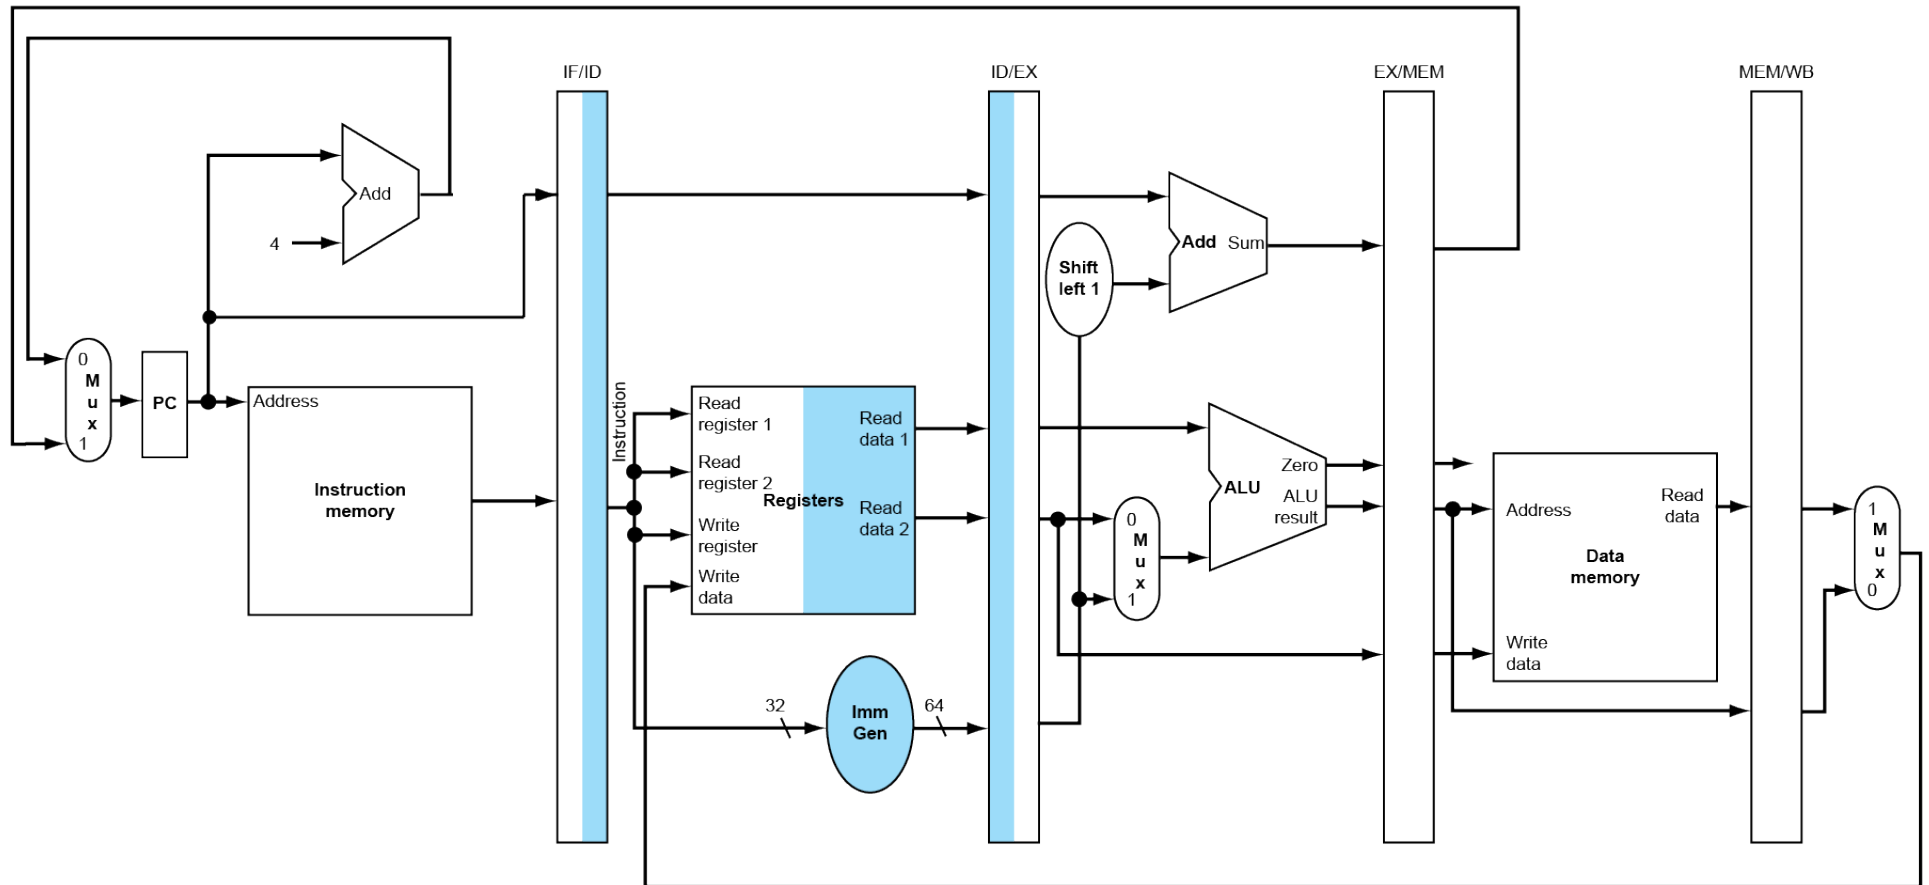 IF/ID
ID/EX
EX/MEM
MEM/WB
Add
4
Add Sum
Shift
left 1
0
M
u
x
1
PC
Address
Instruction
memory
Instruction
Read
register 1
Read
register 2
Registers
Write
register
Write
data
Read
data 1
Read
data 2
32
Imm
Gen
64
0
M
u
x
1
Zero
ALU
ALU
result
Address
Read
data
Data
memory
Write
data
1
M
u
x
0